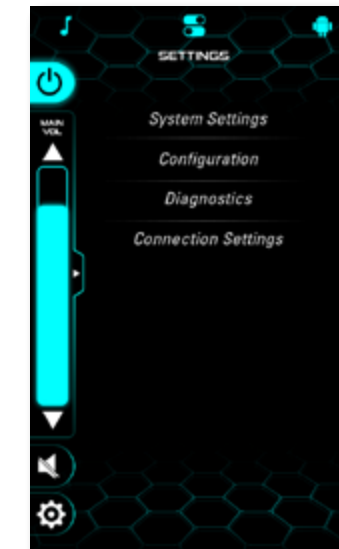 SETTINGS
MAIN
VOL.
System Settings
Configuration
Diagnostics
Connection Settings